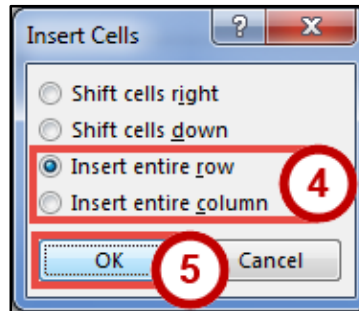 Insert Cells ?
Shift cells right
Shift cells down
Insert entire row
Insert entire column
4
OK
5
Cancel